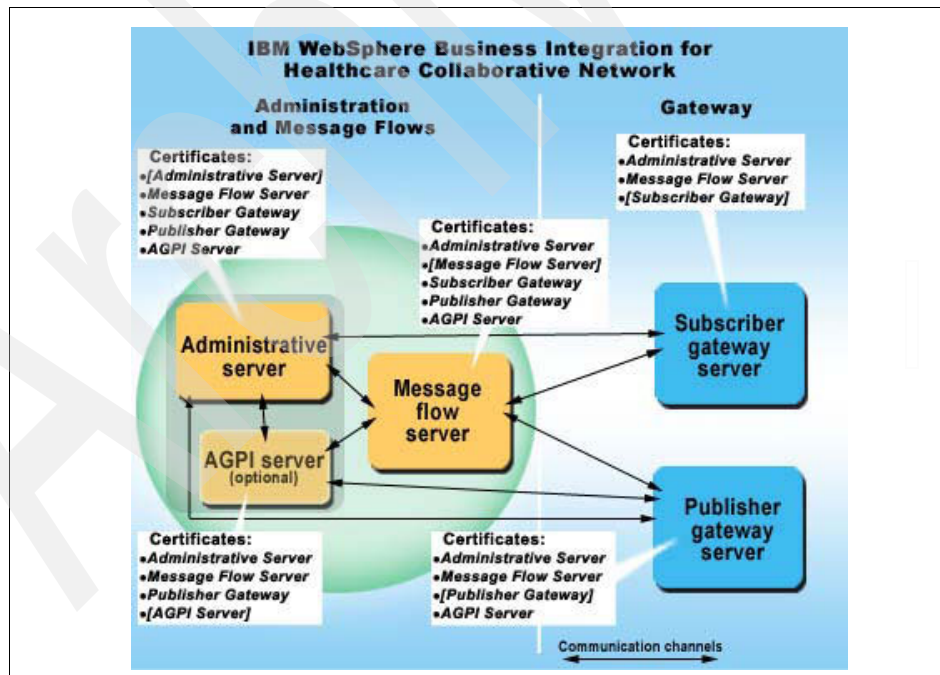 IBM WebSphere Business Integration for
Healthcare Collaborative Network
Administration
and Message Flows
Gateway
Certificates:
•[Administrative Server]
•Message Flow Server
•Subscriber Gateway
•Publisher Gateway
•AGPI Server
Certificates:
•Administrative Server
•[Message Flow Server]
•Subscriber Gateway
•Publisher Gateway
•AGPI Server
Certificates:
•Administrative Server
•Message Flow Server
•[Subscriber Gateway]
Administrative
server
Message
flow
server
AGPI server
(optional)
Subscriber
gateway
server
Publisher
gateway
server
Certificates:
•Administrative Server
•Message Flow Server
•Publisher Gateway
•[AGPI Server]
Certificates:
•Administrative Server
•Message Flow Server
•[Publisher Gateway]
•AGPI Server
Communication channels